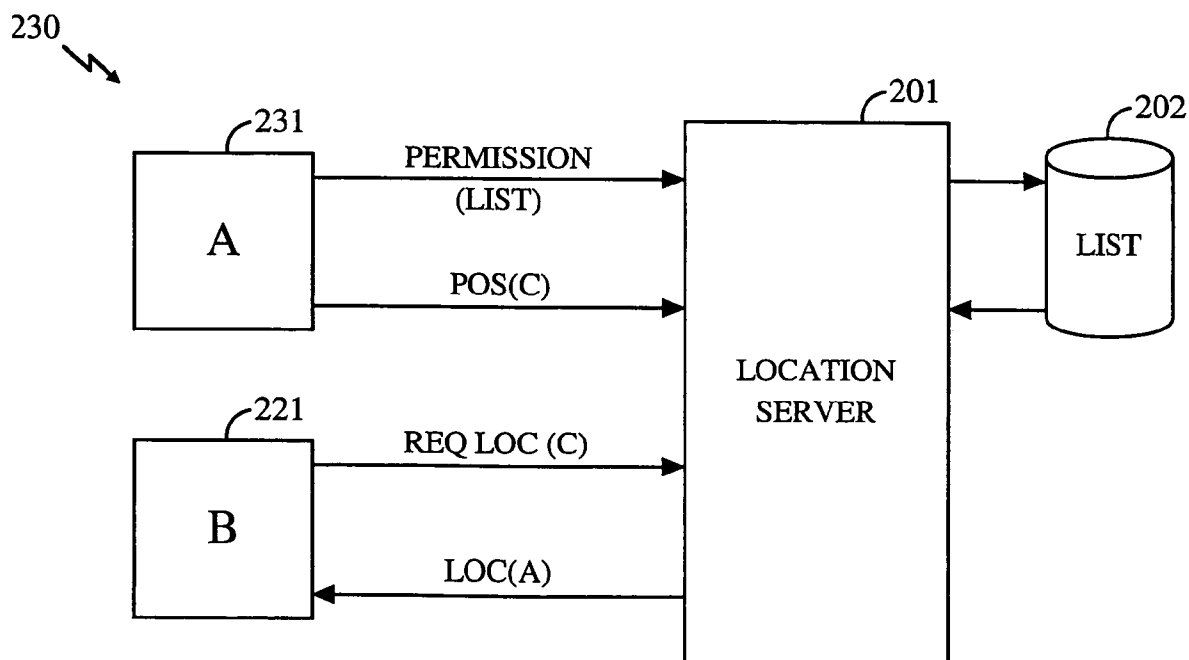 230
231
A
PERMISSION
(LIST)
POS(C)
221
B
REQ LOC (C)
LOC(A)
201
LOCATION
SERVER
202
LIST